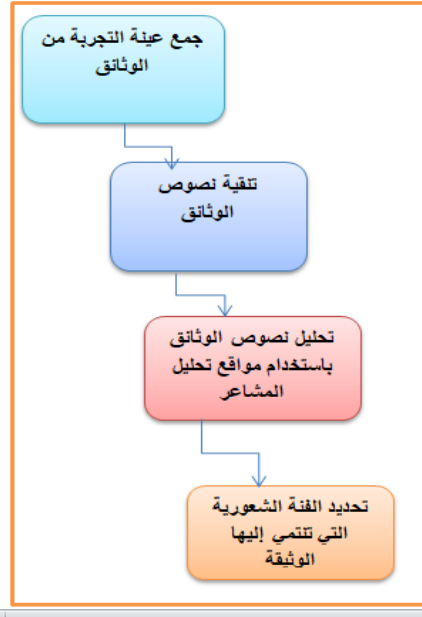 جمع عينة التجربة من
الوثائق
تنقية نصوص
الوثائق
تحليل نصوص الوثائق
باستخدام مواقع تحليل
المشاعر
تحديد الفئة الشعورية
التي تنتمي إليها
الوثيقة